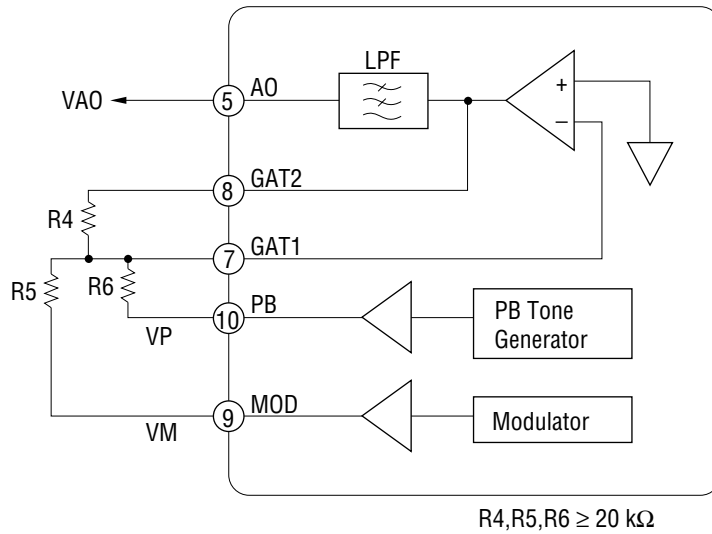 LPF
VAO
5
AO
+
−
8
GAT2
R4
7
GAT1
R5
R6
10
PB
VP
PB Tone
Generator
9
MOD
VM
Modulator
R4,R5,R6 ≥ 20 kΩ